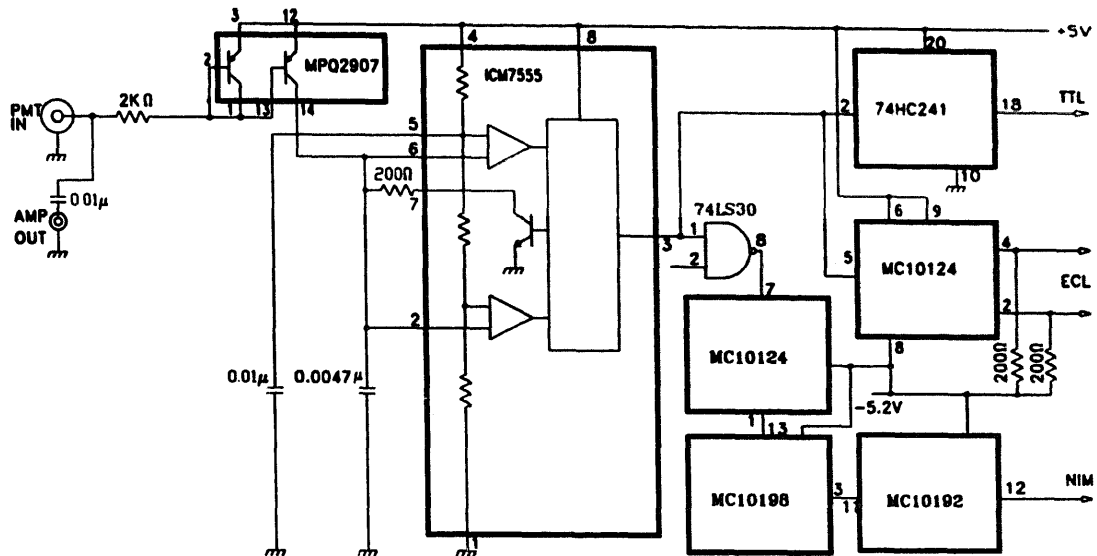 3
12
4
8
+5V
20
2
MPQ2907
ICM7555
2
74HC241
18
TTL
PMT
IN
2KΩ
1
13
14
5
6
10
0.01μ
200Ω
7
AMP
OUT
74LS30
6
9
3
1
8
2
5
MC10124
4
ECL
2
7
2
8
200Ω
200Ω
0.01μ
0.0047μ
MC10124
-5.2V
1
13
MC10198
3
11
MC10192
12
NIM
1